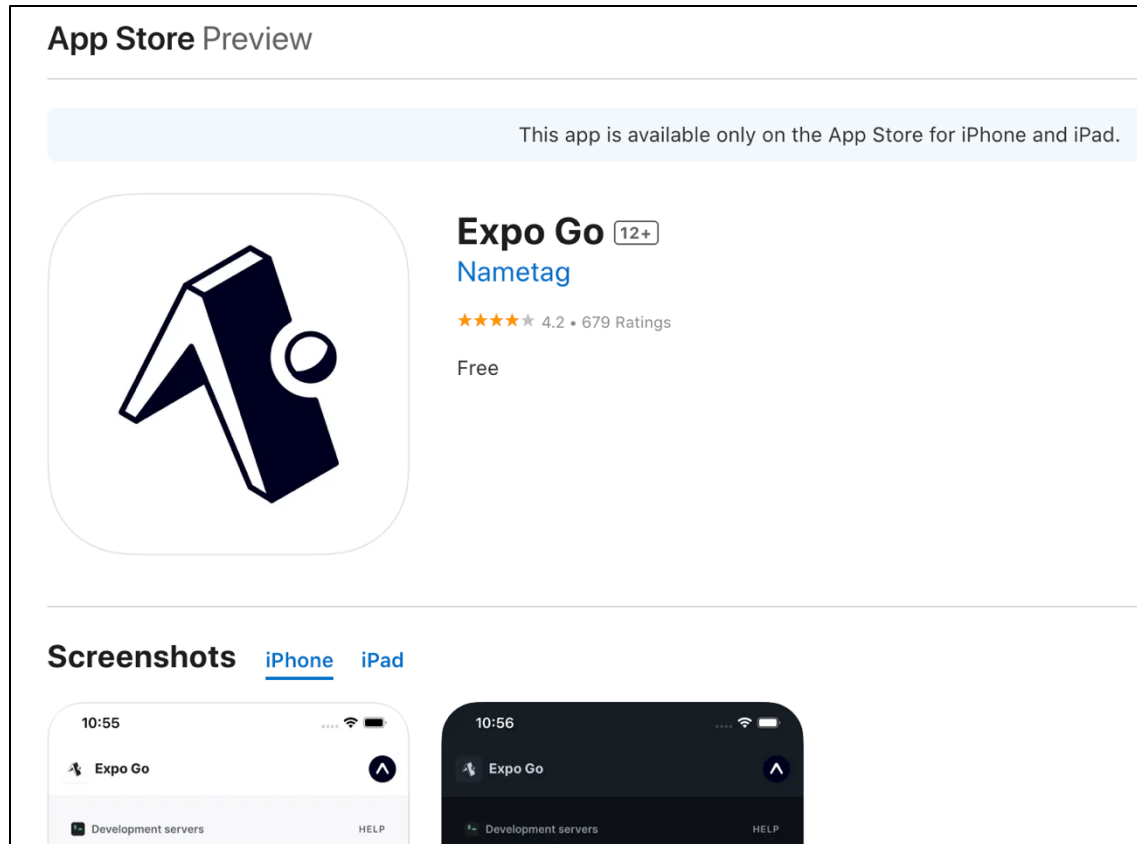 App Store Preview
This app is available only on the App Store for iPhone and iPad.
Expo Go 12+
Nametag
4.2 • 679 Ratings
Free
Screenshots iPhone iPad
10:55
Expo Go
Development servers HELP
10:56
Expo Go
Development servers HELP